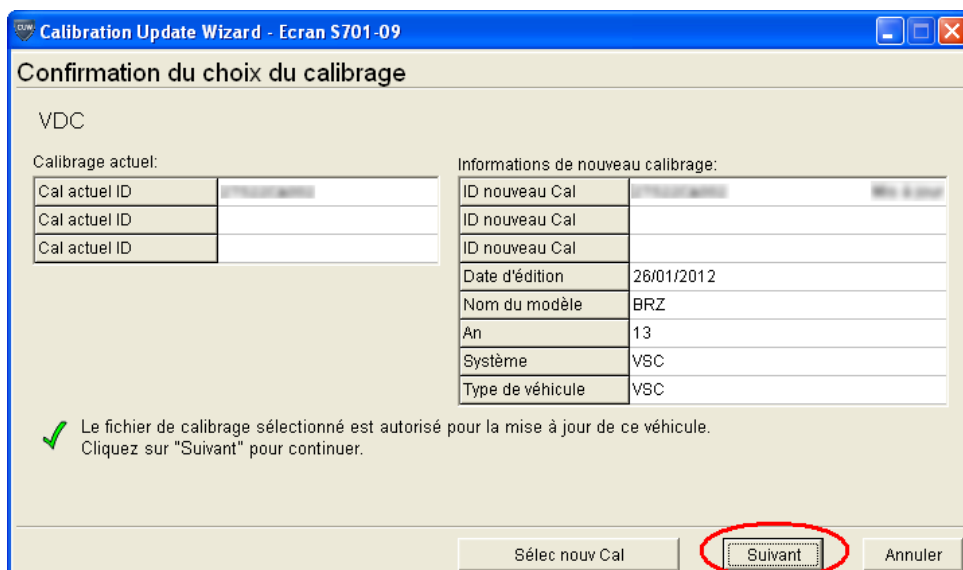 CUW Calibration Update Wizard - Ecran S701-09
Confirmation du choix du calibrage
VDC
Calibrage actuel:
Cal actuel ID
Cal actuel ID
Cal actuel ID
Informations de nouveau calibrage:
ID nouveau Cal
ID nouveau Cal
ID nouveau Cal
Date d'édition 26/01/2012
Nom du modèle BRZ
An 13
Système VSC
Type de véhicule VSC
Le fichier de calibrage sélectionné est autorisé pour la mise à jour de ce véhicule.
Cliquez sur "Suivant" pour continuer.
Sélec nouv Cal Suivant Annuler